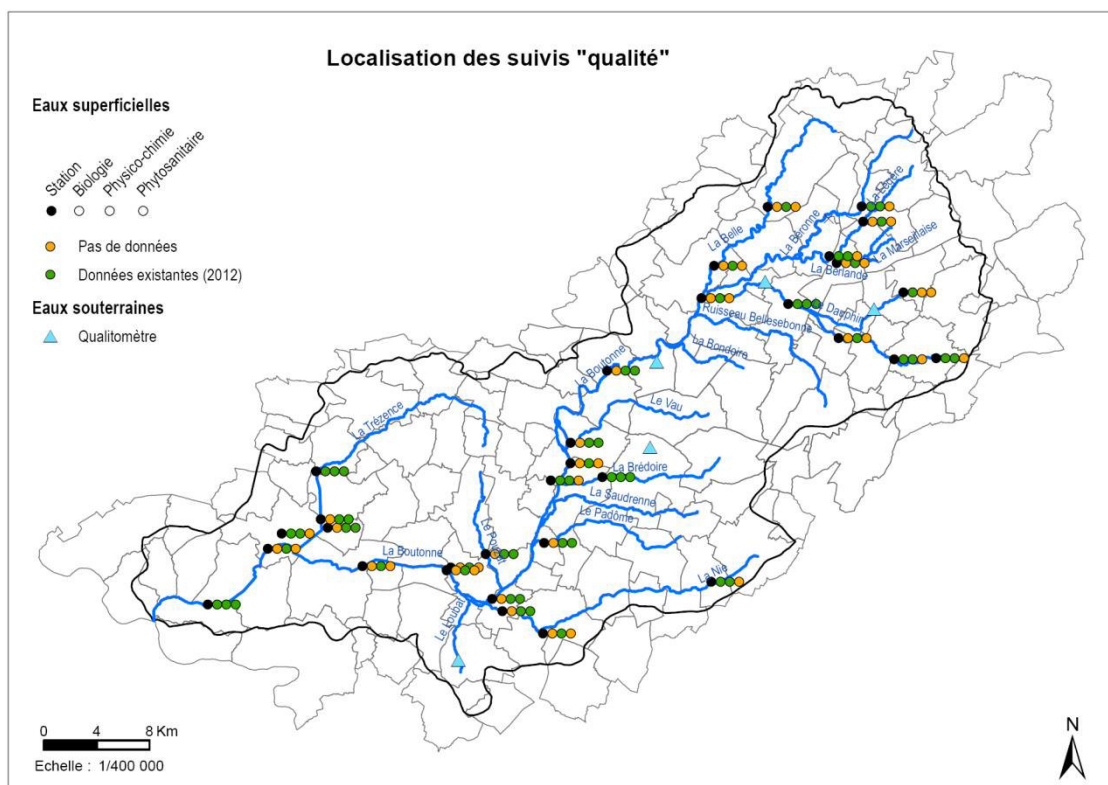 Localisation des suivis "qualité"
Eaux superficielles
Station
Biologie
Physico-chimie
Phytosanitaire
Pas de données
Données existantes (2012)
Eaux souterraines
Qualitomètre
La Légère
La Belle
La Béronne
La Marseillaise
La Berlande
Le Dauphin
Ruisseau Bellesebonne
La Bondoire
La Boutonne
Le Vau
La Trézence
La Brédoire
La Saudrenne
Le Padôme
La Boutonne
La Nie
Le Loubat
0 4 8 Km
Echelle : 1/400 000
N